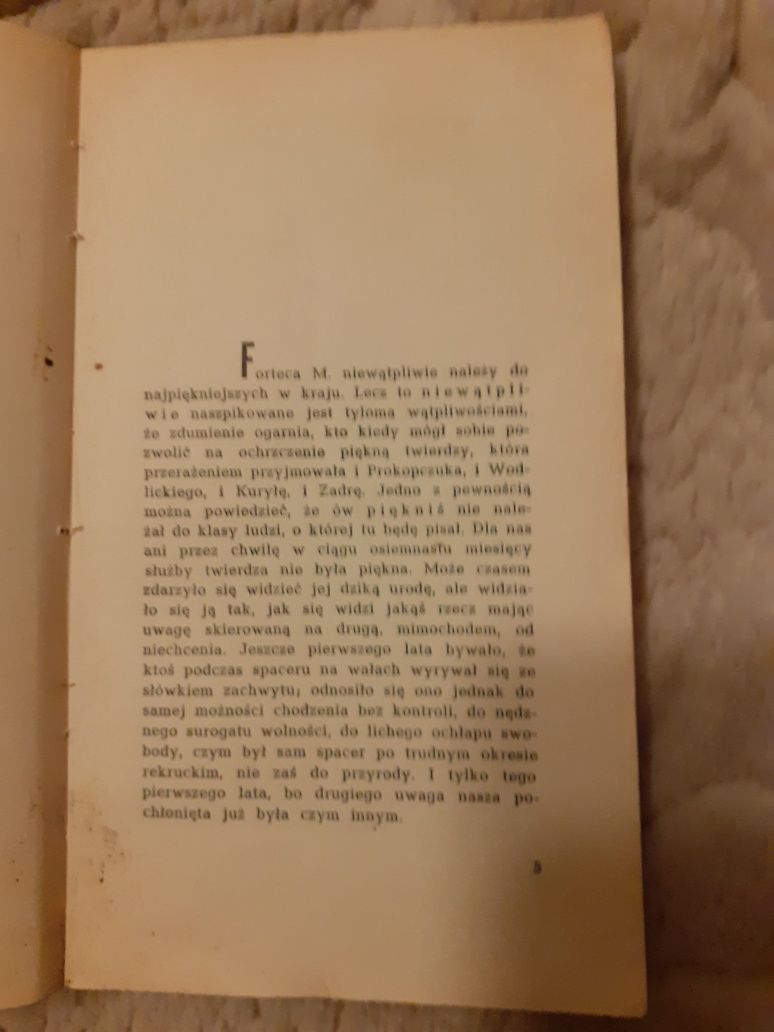 Forteca M. niewątpliwie należy do
najpiękniejszych w kraju. Lecz to niewątpli-
wie naszpikowane jest tyloma wątpliwościami,
że zdumienie ogarnia, kto kiedy mógł sobie po-
zwolić na ochrzczenie piękną twierdzy, która
przerażeniem przyjmowała i Prokopczuka, i Wod-
lickiego, i Kuryłę, i Zadrę. Jedno z pewnością
można powiedzieć, że ów piękniś nie nale-
żał do klasy ludzi, o której tu będę pisał. Dla nas
ani przez chwilę w ciągu osiemnastu miesięcy
służby twierdza nie była piękna. Może czasem
zdarzyło się widzieć jej dziką urodę, ale widzia-
ło się ją tak, jak się widzi jakąś rzecz mając
uwagę skierowaną na drugą, mimochodem, od
niechcenia. Jeszcze pierwszego lata bywało, że
ktoś podczas spaceru na wałach wyrywał się ze
słówkiem zachwytu; odnosiło się ono jednak do
samej możności chodzenia bez kontroli, do nędz-
nego surogatu wolności, do lichego ochłapu swo-
body, czym był sam spacer po trudnym okresie
rekruckim, nie zaś do przyrody. I tylko tego
pierwszego lata, bo drugiego uwaga nasza po-
chłonięta już była czym innym.
5